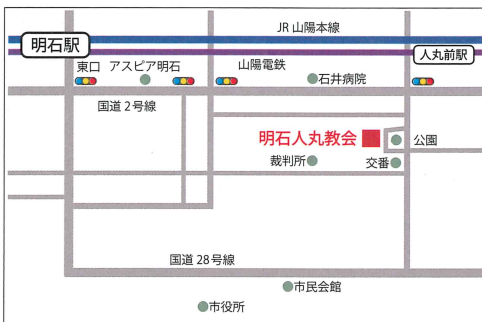 JR 山陽本線
明石駅
人丸前駅
東口
アスピア明石
山陽電鉄
石井病院
国道2号線
明石人丸教会
公園
裁判所
交番
国道28号線
市民会館
市役所